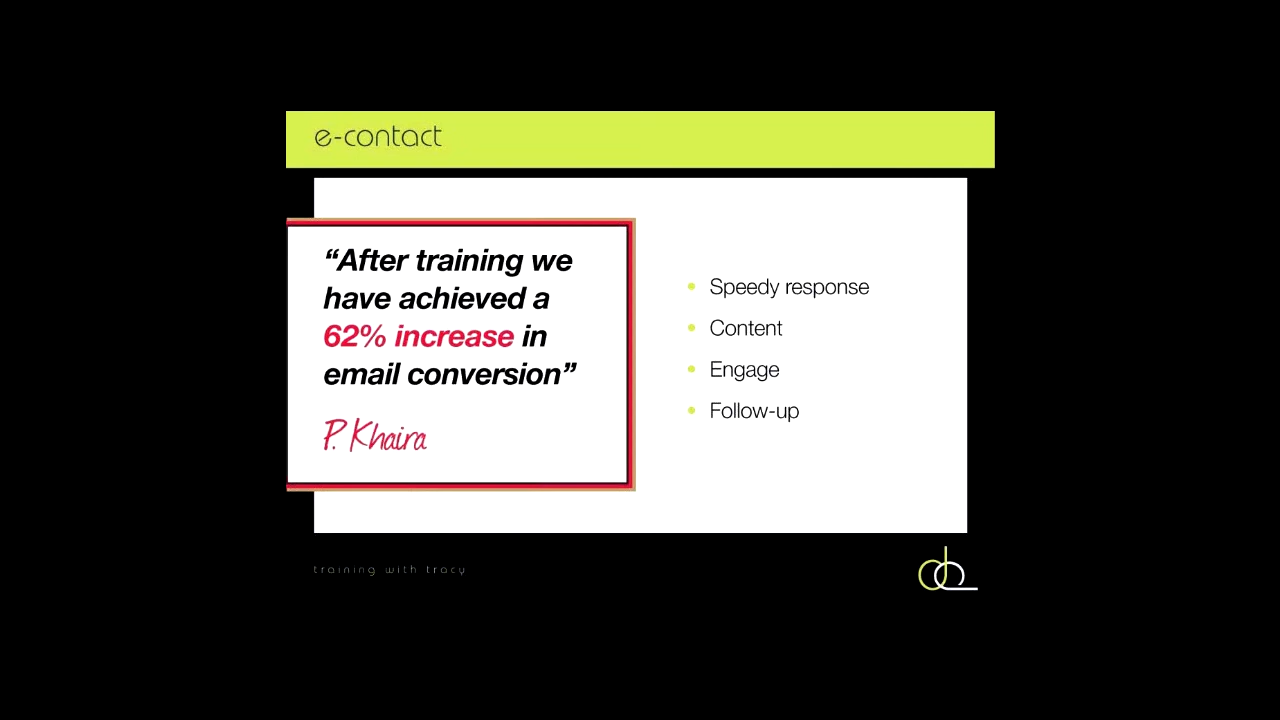 e-contact
“After training we
have achieved a
62% increase in
email conversion”
P. Khaira
• Speedy response
• Content
• Engage
• Follow-up
training with tracy